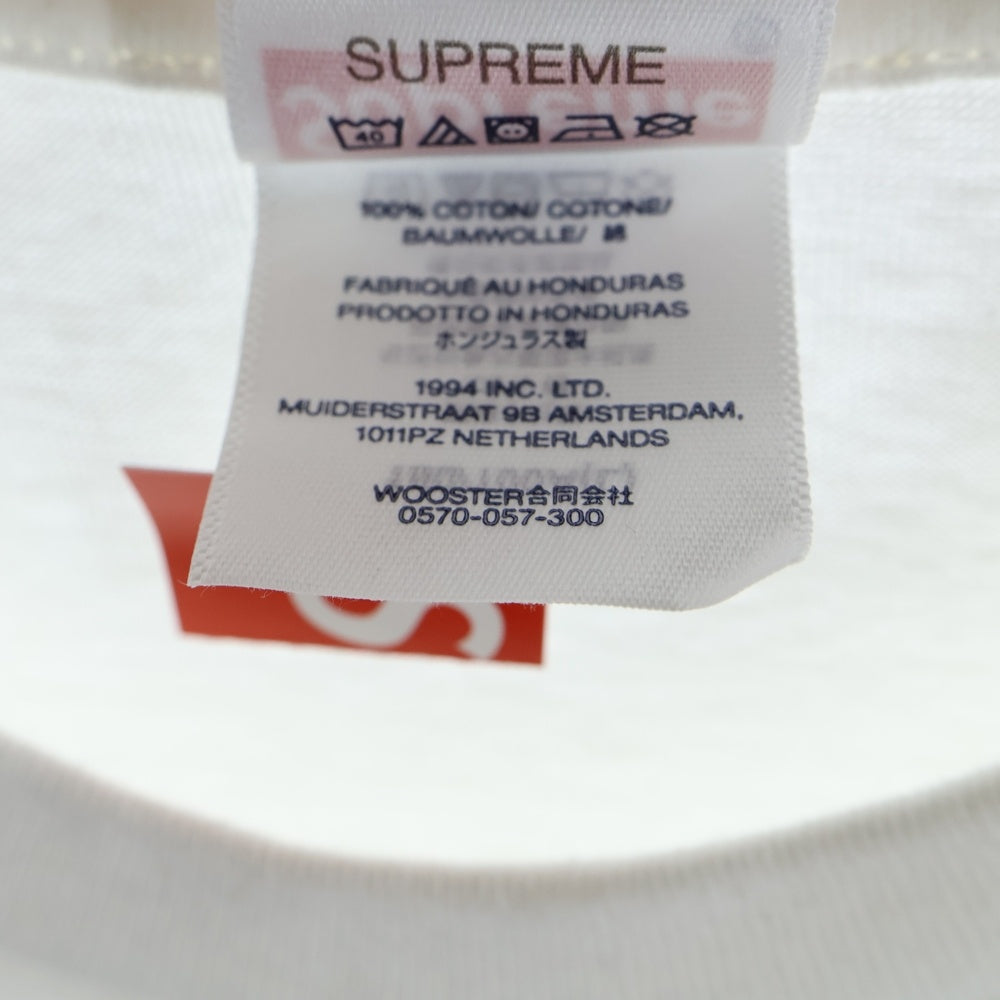 SUPREME
40
100% COTON/ COTONE/
BAUMWOLLE/ 綿
FABRIQUÉ AU HONDURAS
PRODOTTO IN HONDURAS
ホンジュラス製
1994 INC. LTD.
MUIDERSTRAAT 9B AMSTERDAM,
1011PZ NETHERLANDS
WOOSTER合同会社
0570-057-300